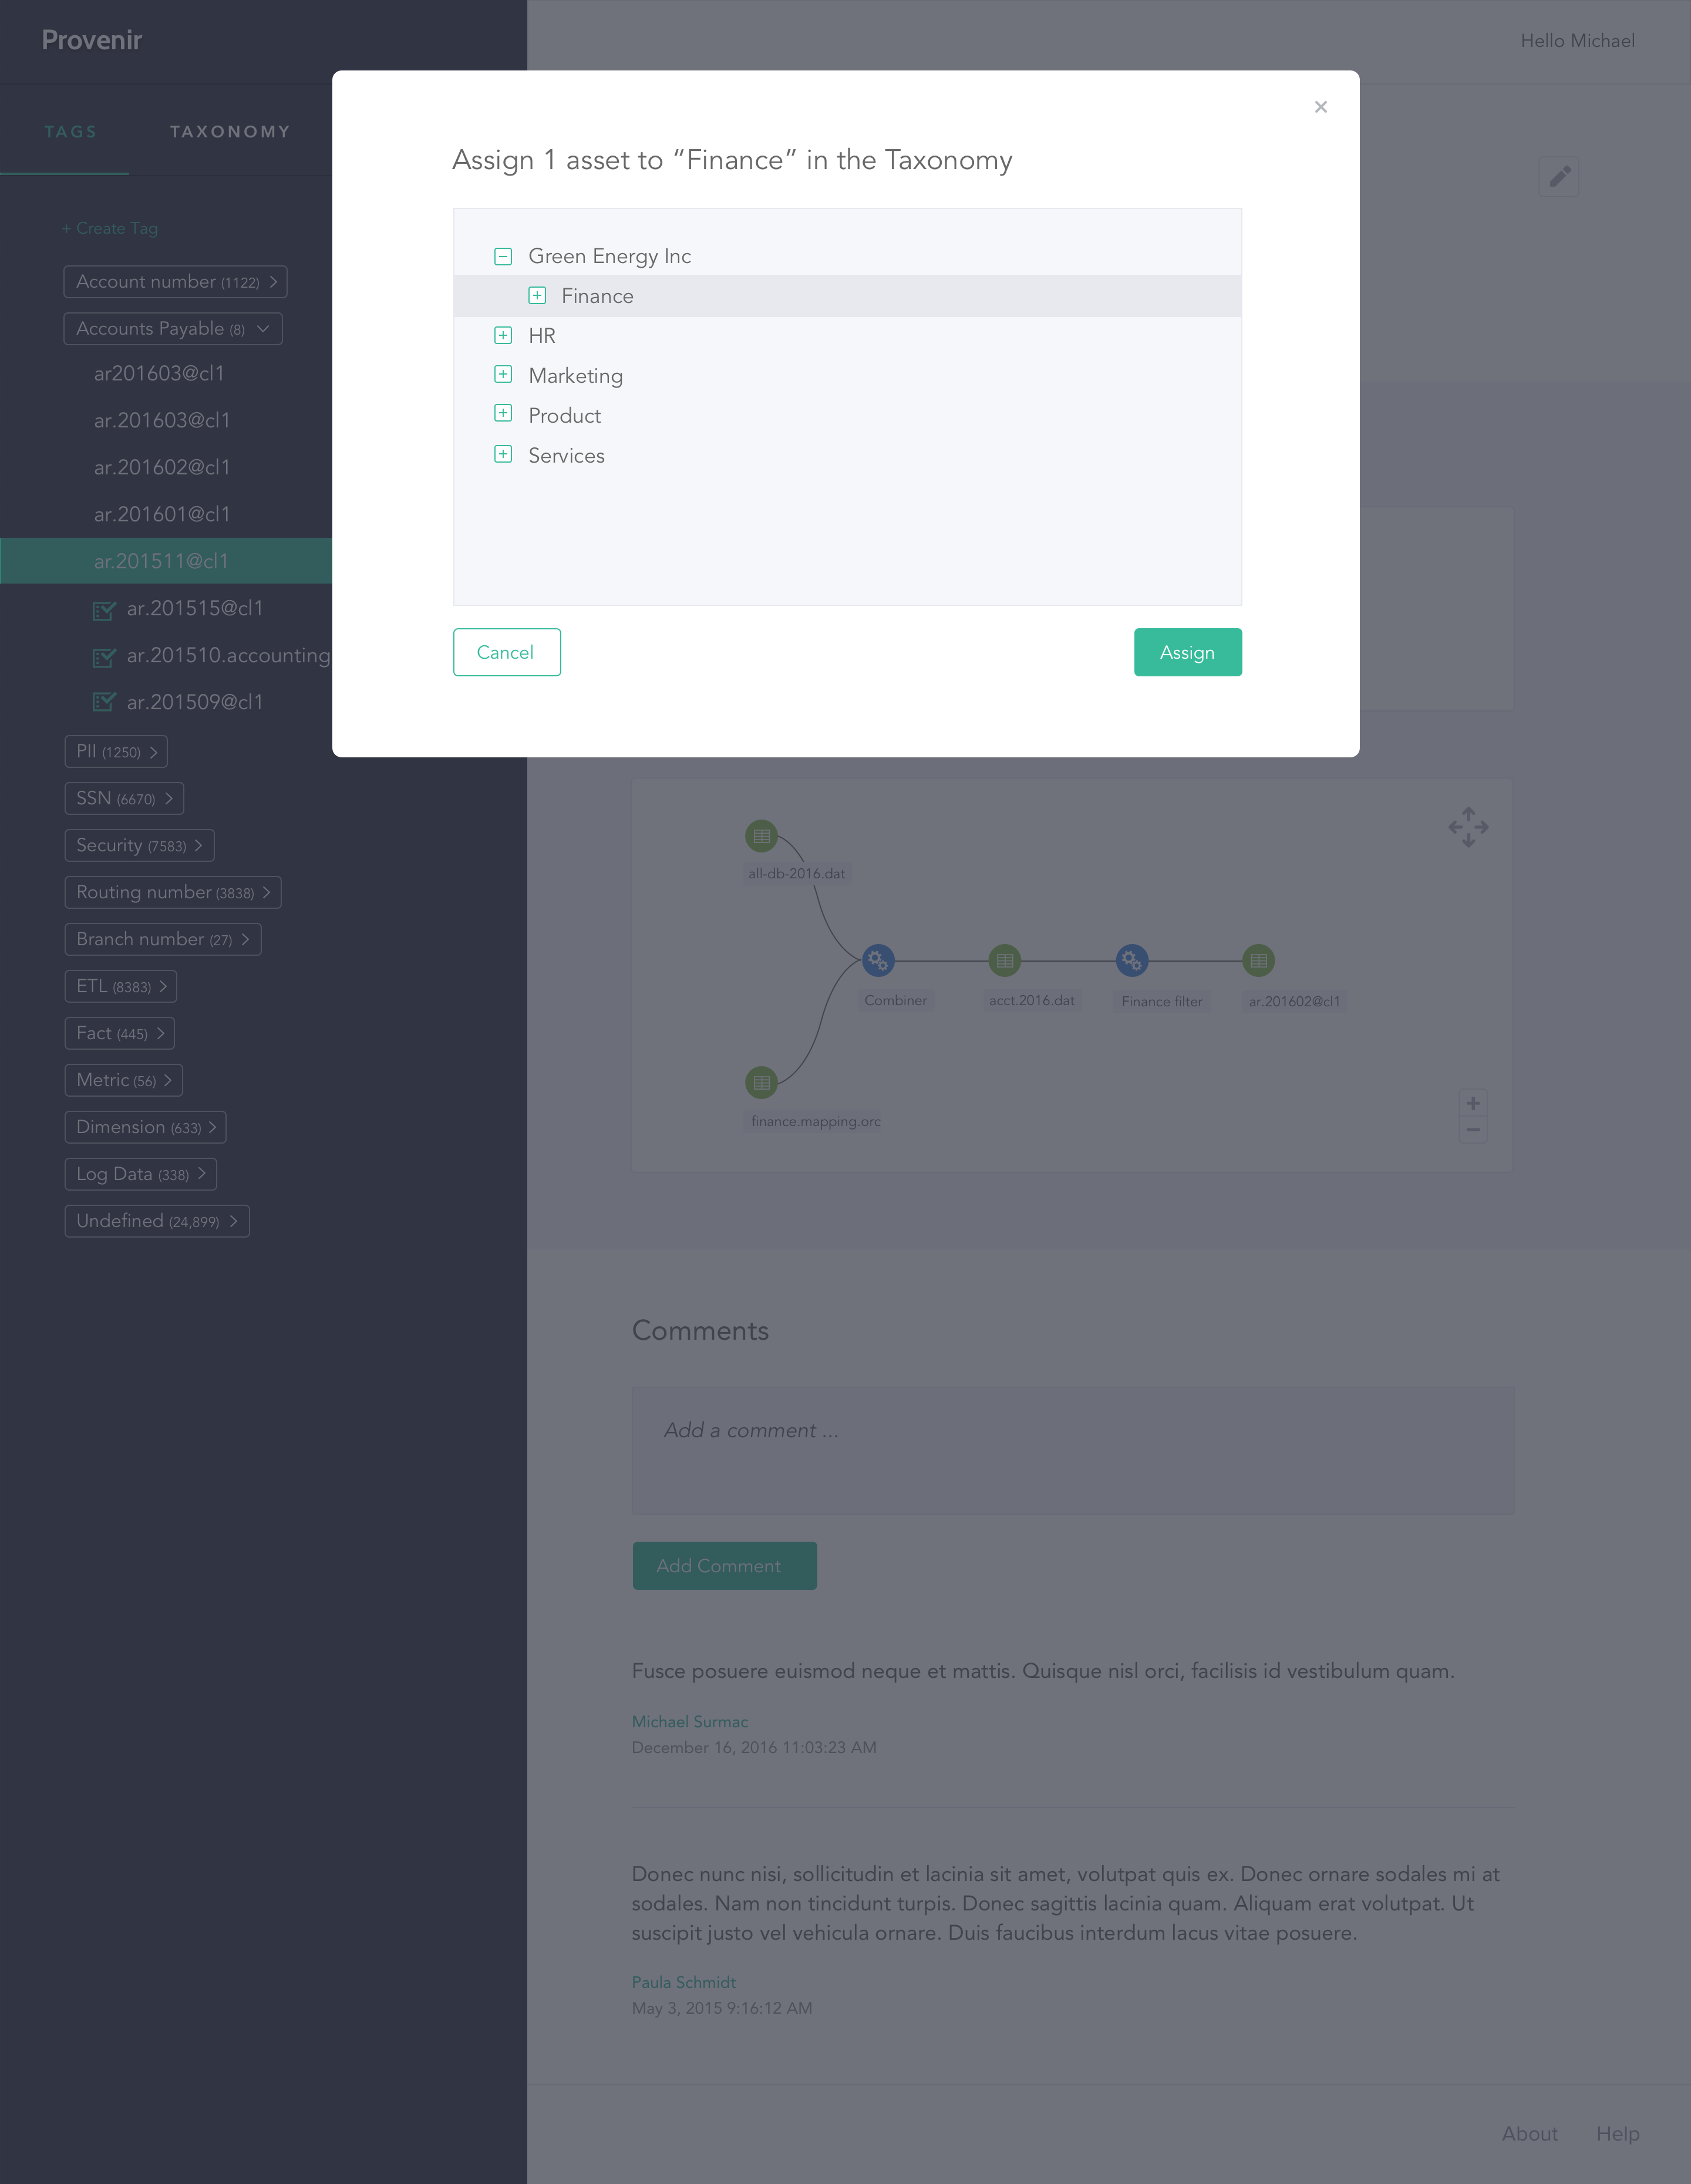 Provenir
Hello Michael
TAGS
TAXONOMY
+ Create Tag
Account number (1122)
Accounts Payable (8)
ar201603@cl1
ar.201603@cl1
ar.201602@cl1
ar.201601@cl1
ar.201511@cl1
ar.201515@cl1
ar.201510.accounting
ar.201509@cl1
PII (1250)
SSN (6670)
Security (7583)
Routing number (3838)
Branch number (27)
ETL (8383)
Fact (445)
Metric (56)
Dimension (633)
Log Data (338)
Undefined (24,899)
Assign 1 asset to “Finance” in the Taxonomy
Green Energy Inc
Finance
HR
Marketing
Product
Services
Cancel
Assign
all-db-2016.dat
Combiner
acct.2016.dat
Finance filter
ar.201602@cl1
finance.mapping.orc
Comments
Add a comment ...
Add Comment
Fusce posuere euismod neque et mattis. Quisque nisl orci, facilisis id vestibulum quam.
Michael Surmac
December 16, 2016 11:03:23 AM
Donec nunc nisi, sollicitudin et lacinia sit amet, volutpat quis ex. Donec ornare sodales mi at
sodales. Nam non tincidunt turpis. Donec sagittis lacinia quam. Aliquam erat volutpat. Ut
suscipit justo vel vehicula ornare. Duis faucibus interdum lacus vitae posuere.
Paula Schmidt
May 3, 2015 9:16:12 AM
About
Help